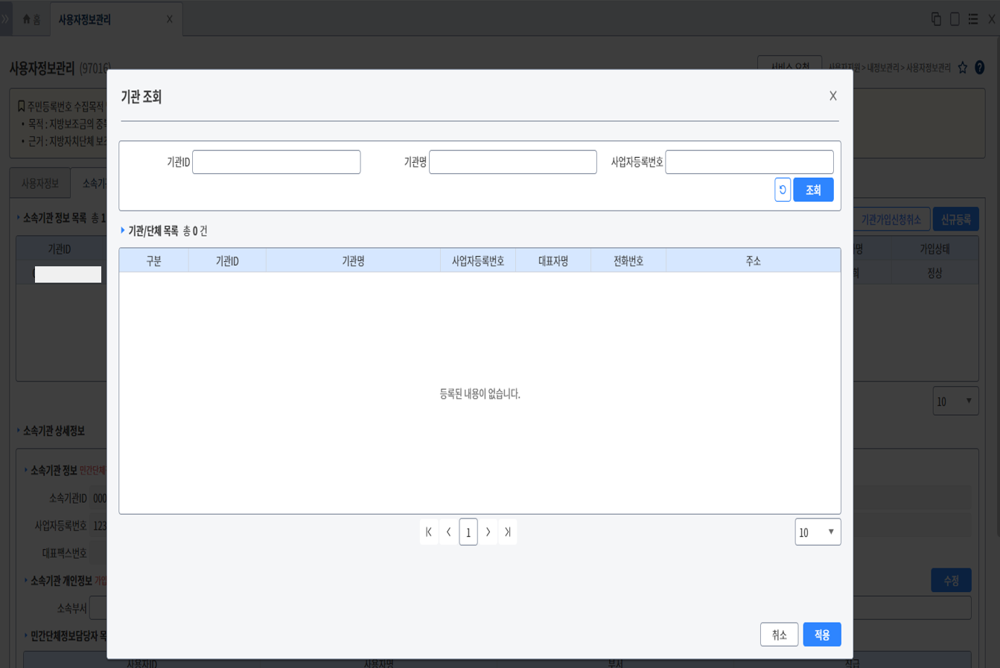 홈
사용자정보관리 X
사용자정보관리 (97016)
사용자지원 > 내정보관리 > 사용자정보관리
주민등록번호 수집목적
• 목적 : 지방보조금의
• 근기 : 지방자치단체
사용자정보
소속기관 정보 목록 총 1
기관가입신청취소 신규등록
기관ID
가입상태
정상
10
소속기관 상세정보
소속기관 정보 민간단체
소속기관ID 000
사업자등록번호 123
대표팩스번호
소속기관 개인정보 가입
수정
소속부서
민간단체정보담당자
사용자ID 사용자명 부서 직급
기관 조회 X
기관ID 기관명 사업자등록번호
조회
기관/단체 목록 총 0 건
구분 기관ID 기관명 사업자등록번호 대표자명 전화번호 주소
등록된 내용이 없습니다.
1
10
취소 적용